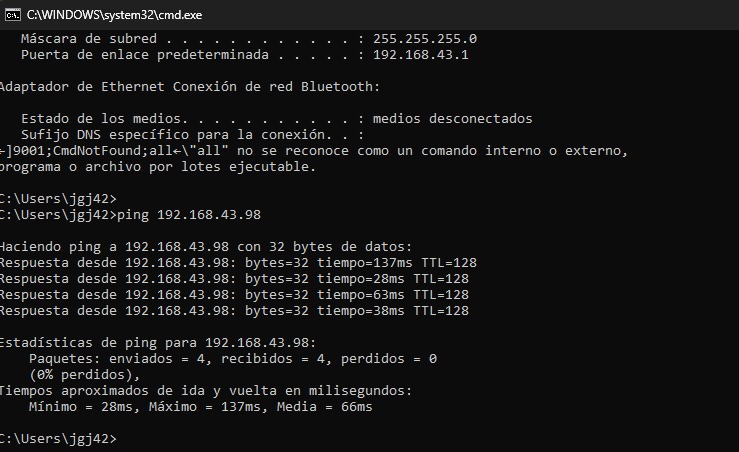 C:\WINDOWS\system32\cmd.exe
Máscara de subred . . . . . . . . . . . . : 255.255.255.0
Puerta de enlace predeterminada . . . . . : 192.168.43.1
Adaptador de Ethernet Conexión de red Bluetooth:
Estado de los medios. . . . . . . . . . . : medios desconectados
Sufijo DNS específico para la conexión. . :
←]9001;CmdNotFound;all←\"all" no se reconoce como un comando interno o externo,
programa o archivo por lotes ejecutable.
C:\Users\jgj42>
C:\Users\jgj42>ping 192.168.43.98
Haciendo ping a 192.168.43.98 con 32 bytes de datos:
Respuesta desde 192.168.43.98: bytes=32 tiempo=137ms TTL=128
Respuesta desde 192.168.43.98: bytes=32 tiempo=28ms TTL=128
Respuesta desde 192.168.43.98: bytes=32 tiempo=63ms TTL=128
Respuesta desde 192.168.43.98: bytes=32 tiempo=38ms TTL=128
Estadísticas de ping para 192.168.43.98:
Paquetes: enviados = 4, recibidos = 4, perdidos = 0
(0% perdidos),
Tiempos aproximados de ida y vuelta en milisegundos:
Mínimo = 28ms, Máximo = 137ms, Media = 66ms
C:\Users\jgj42>